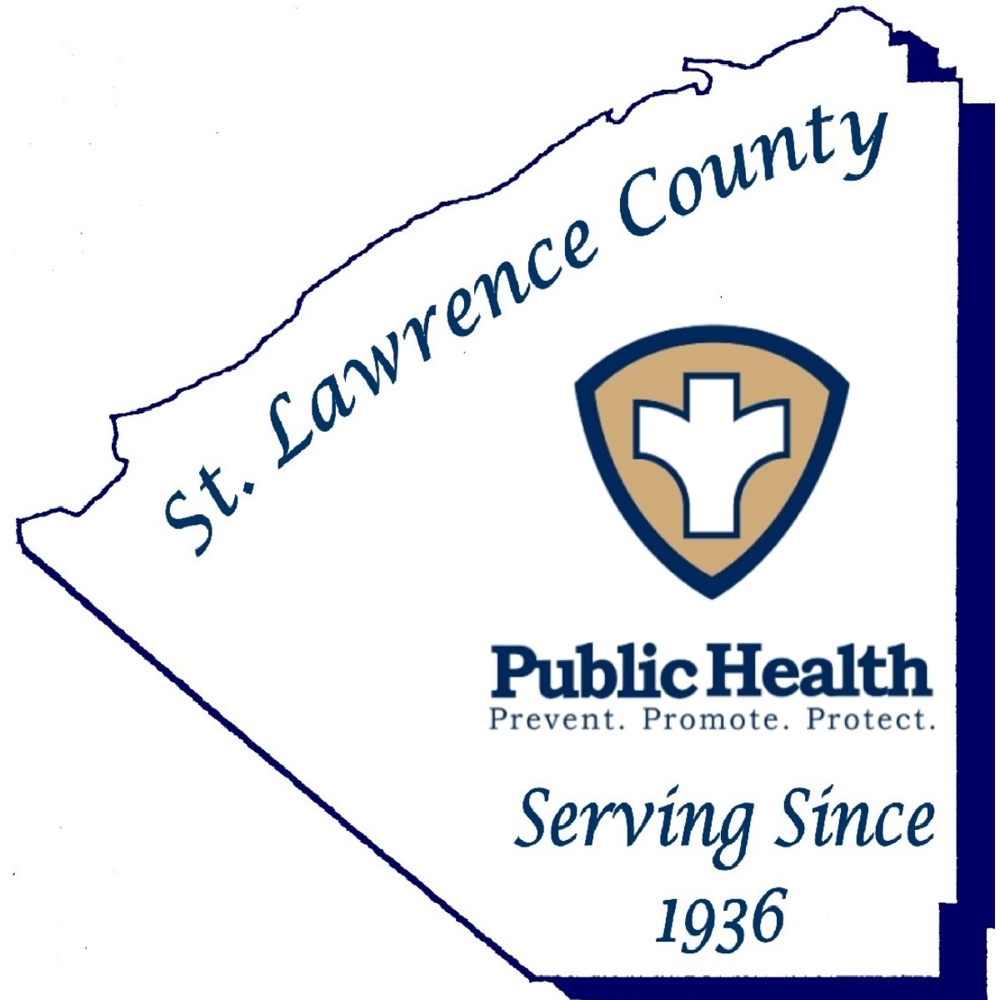 St. Lawrence County
Public Health
Prevent. Promote. Protect.
Serving Since
1936